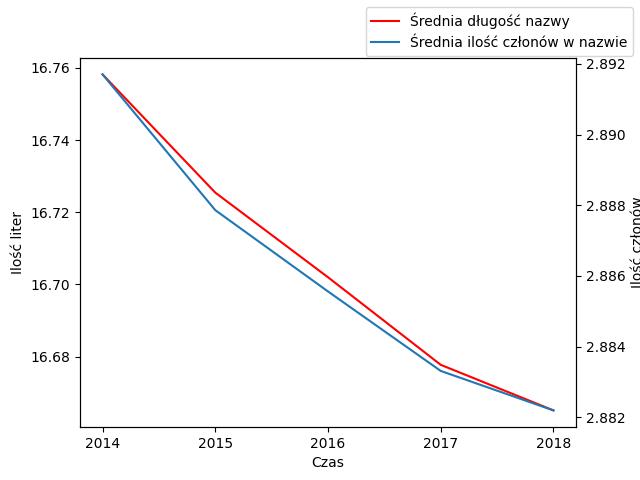 Średnia długość nazwy
Średnia ilość członów w nazwie
16.76
16.74
16.72
16.70
16.68
Ilość liter
2.892
2.890
2.888
2.886
2.884
2.882
Ilość członów
2014 2015 2016 2017 2018
Czas